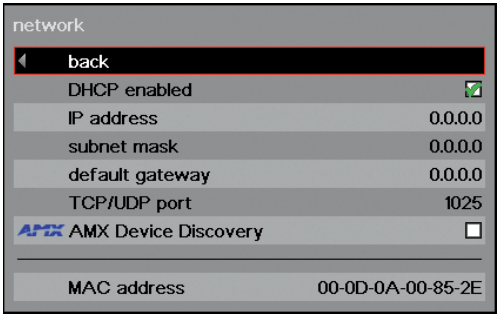 network
back
DHCP enabled
IP address 0.0.0.0
subnet mask 0.0.0.0
default gateway 0.0.0.0
TCP/UDP port 1025
AMX AMX Device Discovery
MAC address 00-0D-0A-00-85-2E